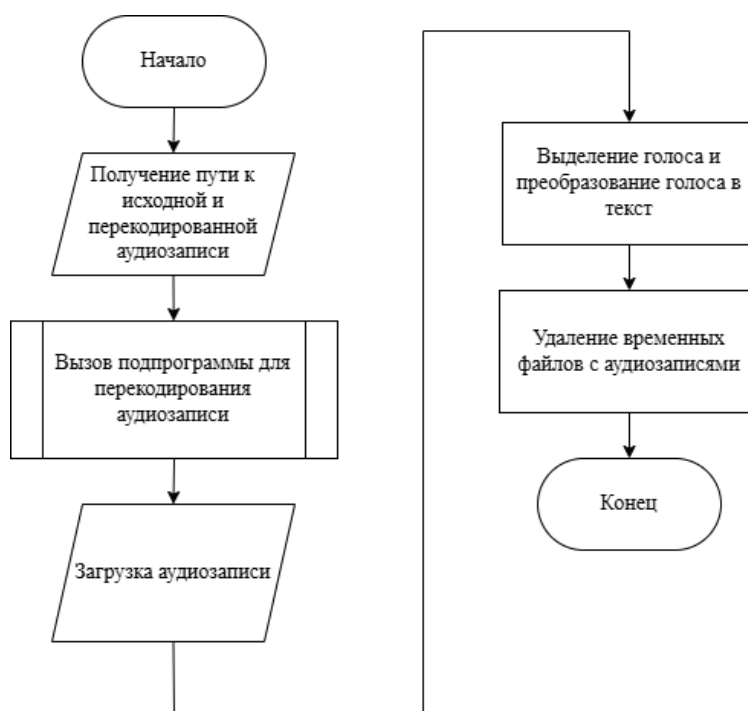 Начало
Получение пути к
исходной и
перекодированной
аудиозаписи
Вызов подпрограммы для
перекодирования
аудиозаписи
Загрузка аудиозаписи
Выделение голоса и
преобразование голоса в
текст
Удаление временных
файлов с аудиозаписями
Конец